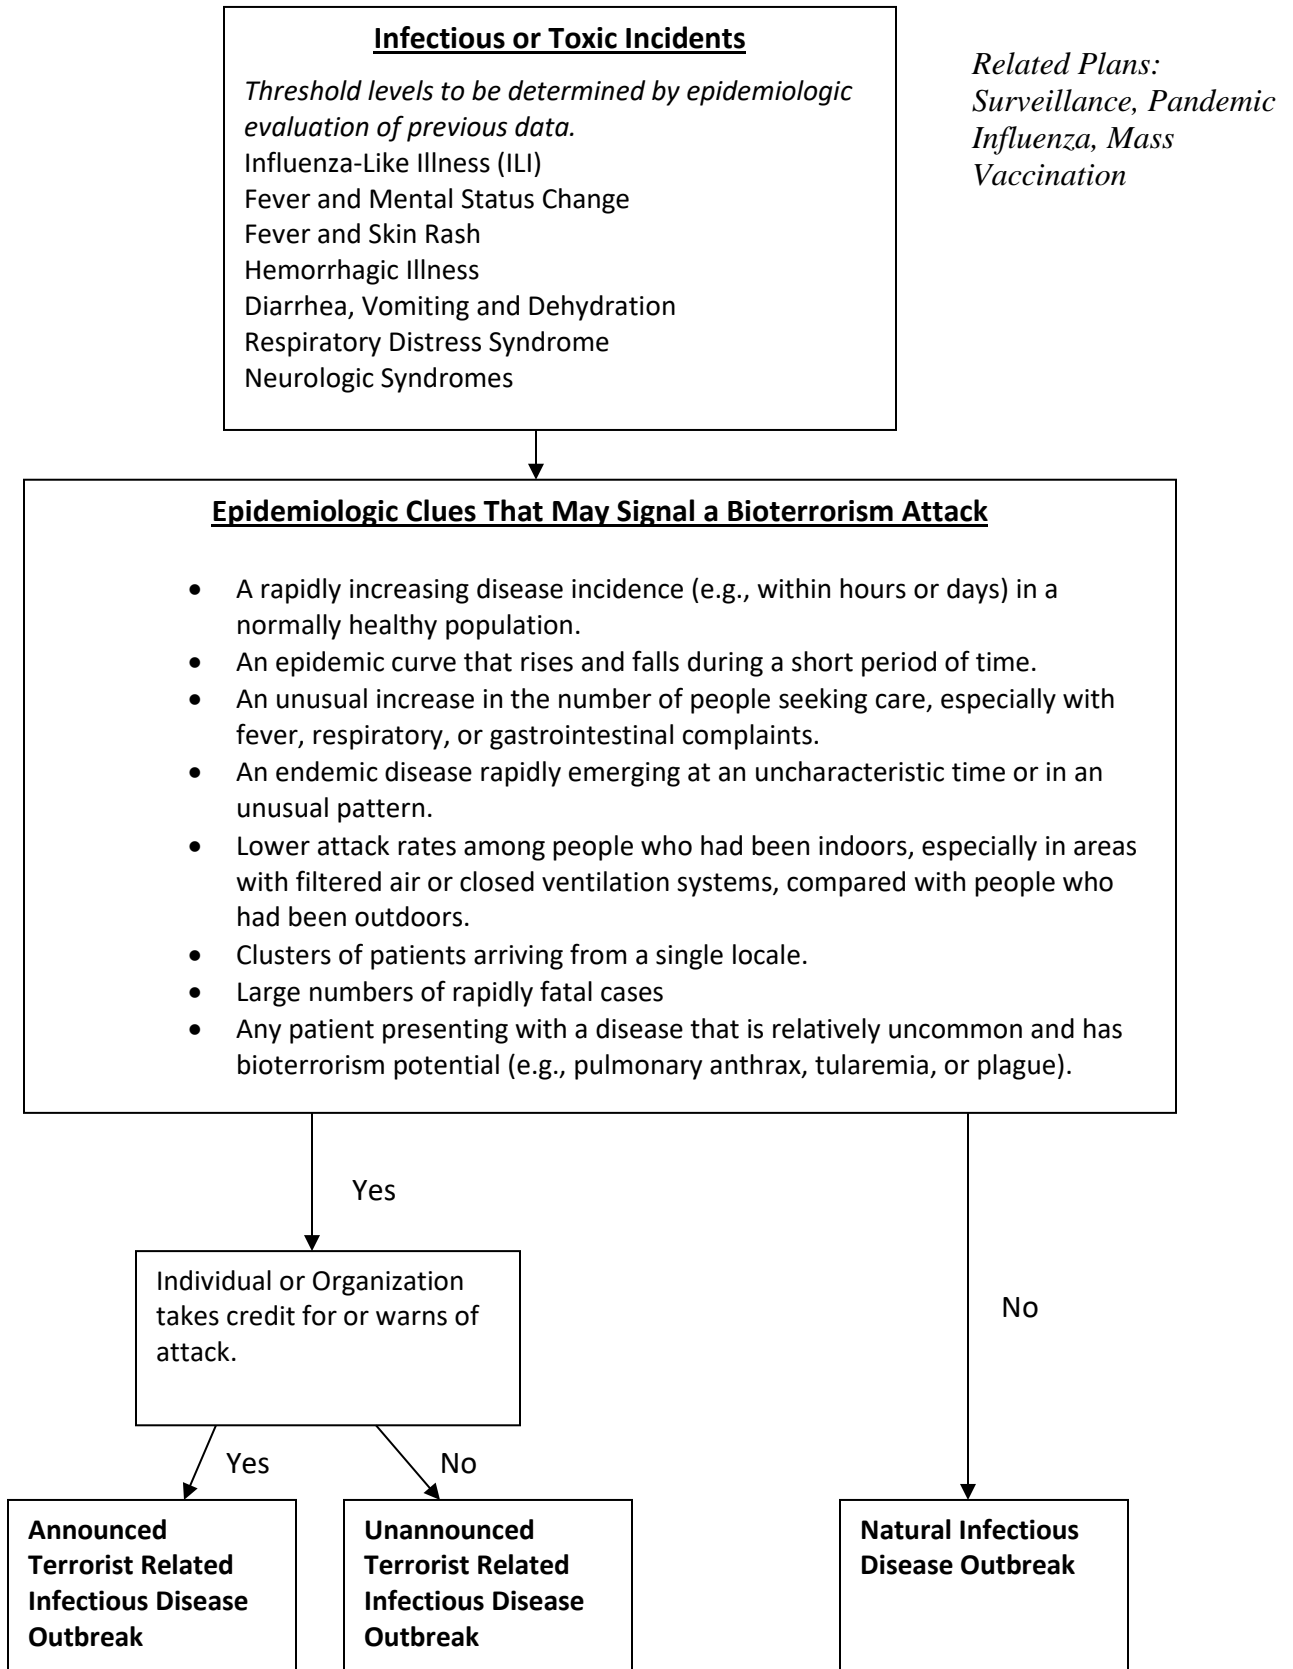 Infectious or Toxic Incidents
Threshold levels to be determined by epidemiologic
evaluation of previous data.
Influenza-Like Illness (ILI)
Fever and Mental Status Change
Fever and Skin Rash
Hemorrhagic Illness
Diarrhea, Vomiting and Dehydration
Respiratory Distress Syndrome
Neurologic Syndromes
Related Plans:
Surveillance, Pandemic
Influenza, Mass
Vaccination
Epidemiologic Clues That May Signal a Bioterrorism Attack
• A rapidly increasing disease incidence (e.g., within hours or days) in a
normally healthy population.
• An epidemic curve that rises and falls during a short period of time.
• An unusual increase in the number of people seeking care, especially with
fever, respiratory, or gastrointestinal complaints.
• An endemic disease rapidly emerging at an uncharacteristic time or in an
unusual pattern.
• Lower attack rates among people who had been indoors, especially in areas
with filtered air or closed ventilation systems, compared with people who
had been outdoors.
• Clusters of patients arriving from a single locale.
• Large numbers of rapidly fatal cases
• Any patient presenting with a disease that is relatively uncommon and has
bioterrorism potential (e.g., pulmonary anthrax, tularemia, or plague).
Yes
No
Individual or Organization
takes credit for or warns of
attack.
Yes
No
Announced
Terrorist Related
Infectious Disease
Outbreak
Unannounced
Terrorist Related
Infectious Disease
Outbreak
Natural Infectious
Disease Outbreak